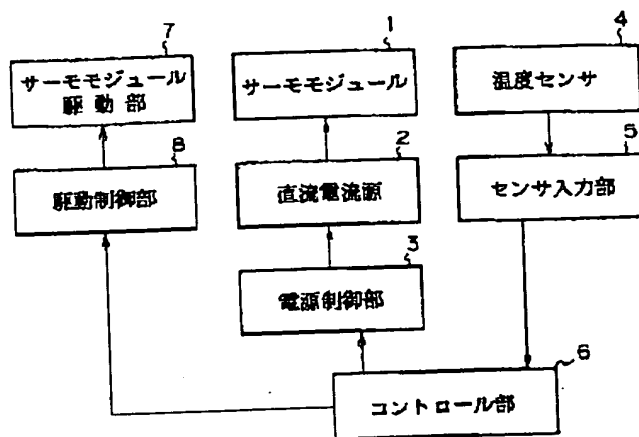 7
1
4
サーモモジュール
駆動部
サーモモジュール
温度センサ
8
2
5
駆動制御部
直流電流源
センサ入力部
3
電源制御部
6
コントロール部